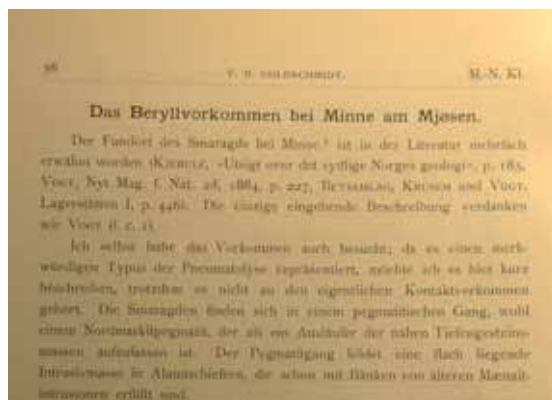 V. M. GOLDSCHMIDT. M.-N. Kl.
Das Beryllvorkommen bei Minne am Mjøsen.
Der Fundort des Smaragds bei Minne ist in der Literatur mehrfach
erwähnt worden (KJERULF, »Utsigt over det sydlige Norges geologi«, p. 185,
VOGT, Nyt Mag. f. Nat. 28, 1884, p. 227, BEYSCHLAG, KRUSCH und VOGT,
Lagerstätten I, p. 446). Die einzige eingehende Beschreibung verdanken
wir VOGT (l. c. 2).
Ich selbst habe das Vorkommen auch besucht; da es einen merk-
würdigen Typus der Pneumatolyse repräsentiert, möchte ich es hier kurz
beschreiben, trotzdem es nicht zu den eigentlichen Kontaktvorkommen
gehört. Die Smaragden finden sich in einem pegmatitischen Gang, wohl
einem Nordmarkitpegmatit, der als ein Ausläufer der nahen Tiefengesteins-
massen aufzufassen ist. Der Pegmatitgang bildet eine flach liegende
Intrusivmasse in Alaunschiefern, die schon mit Bänken von älteren Mænait-
intrusionen erfüllt sind.